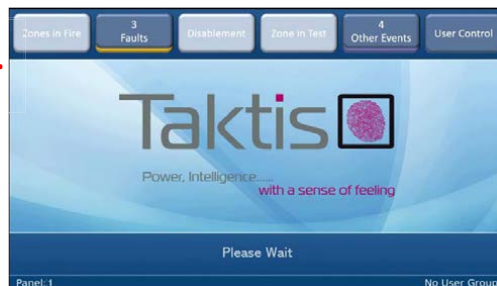 Zones in Fire
3
Faults
Disablement
Zone in Test
4
Other Events
User Control
Taktis
Power, Intelligence.....
with a sense of feeling
Please Wait
Panel:1
No User Group